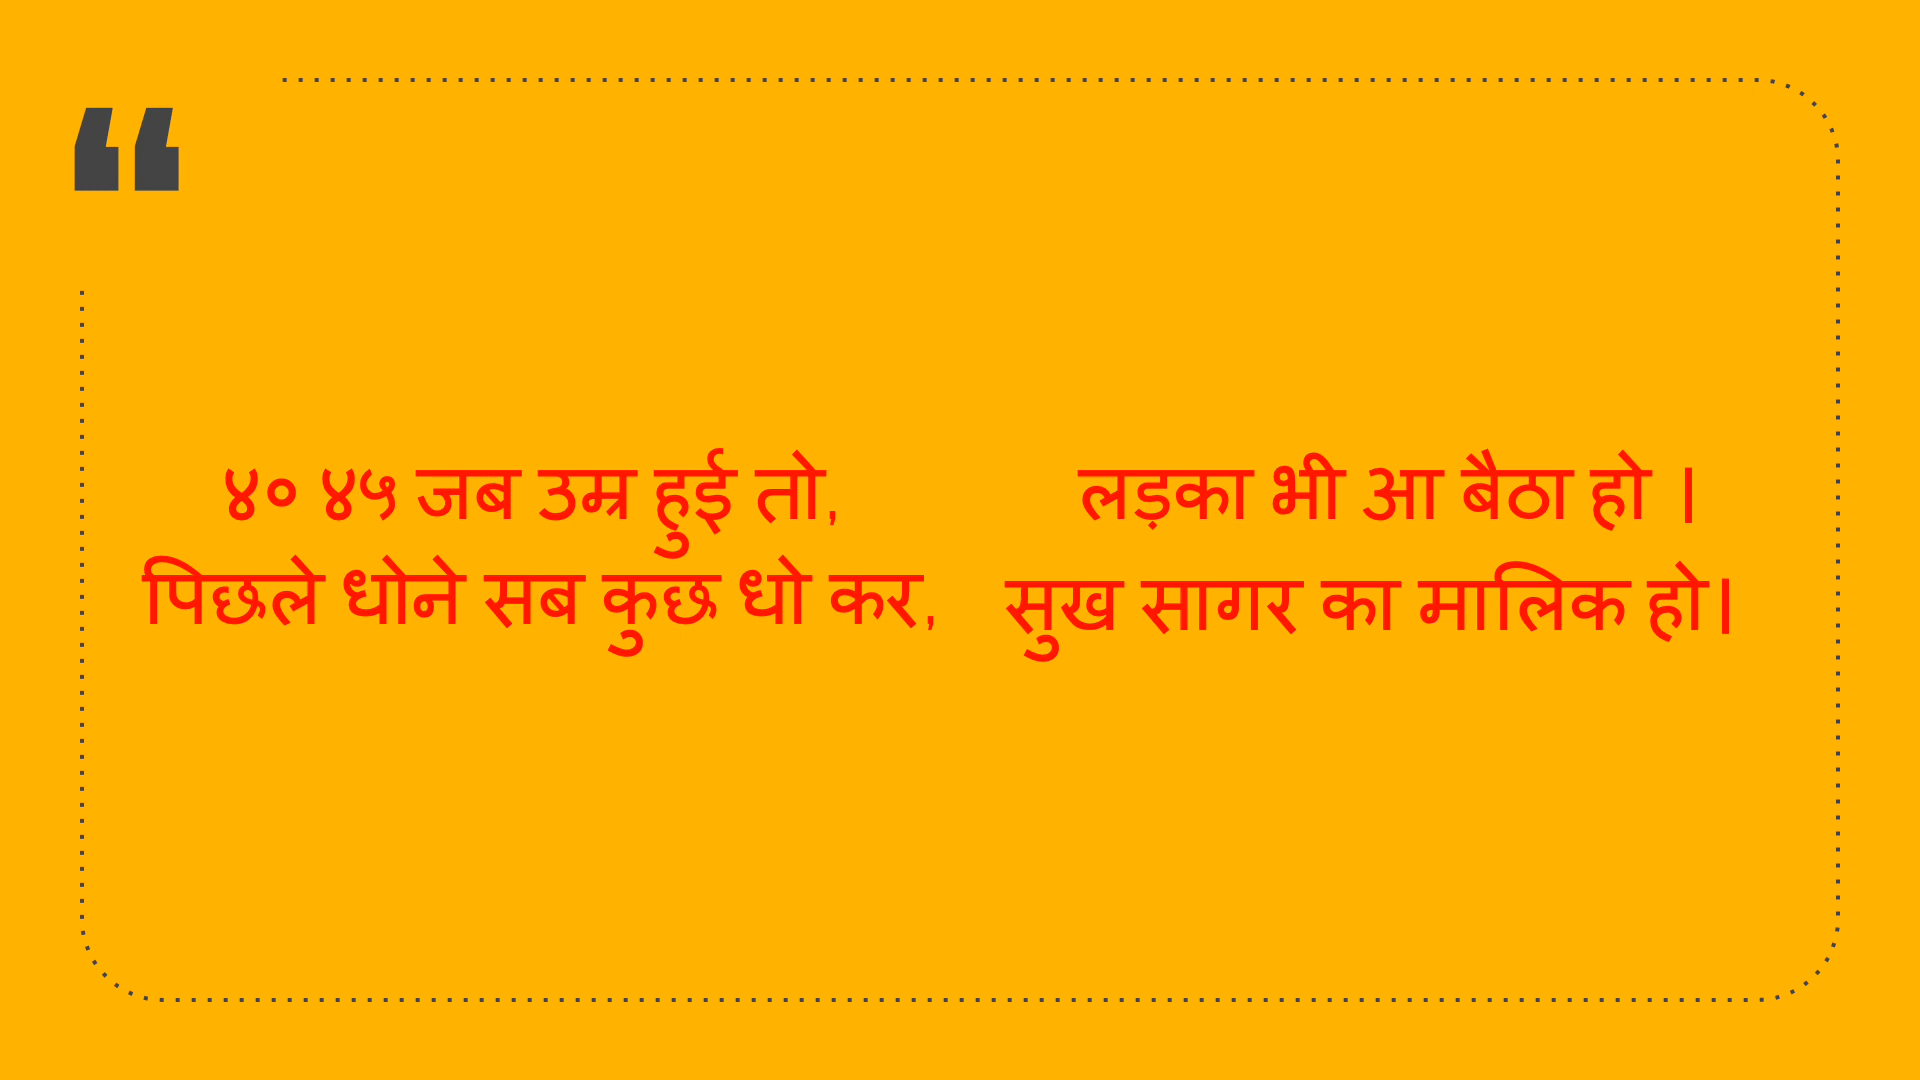 “
४० ४५ जब उम्र हुई तो, लड़का भी आ बैठा हो ।
पिछले धोने सब कुछ धो कर, सुख सागर का मालिक हो।